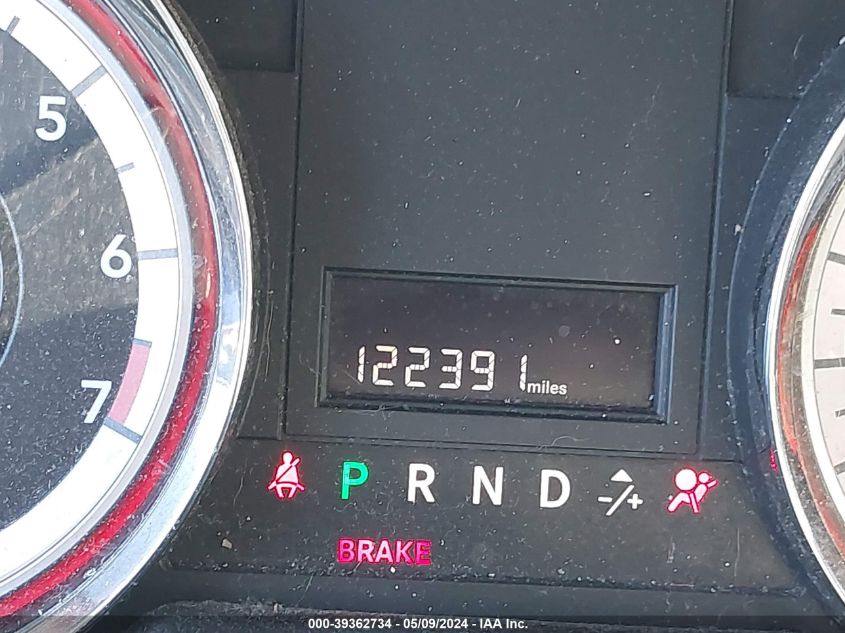 5
6
7
122391 miles
P R N D -/+
BRAKE
000-39362734 - 05/09/2024 - IAA Inc.